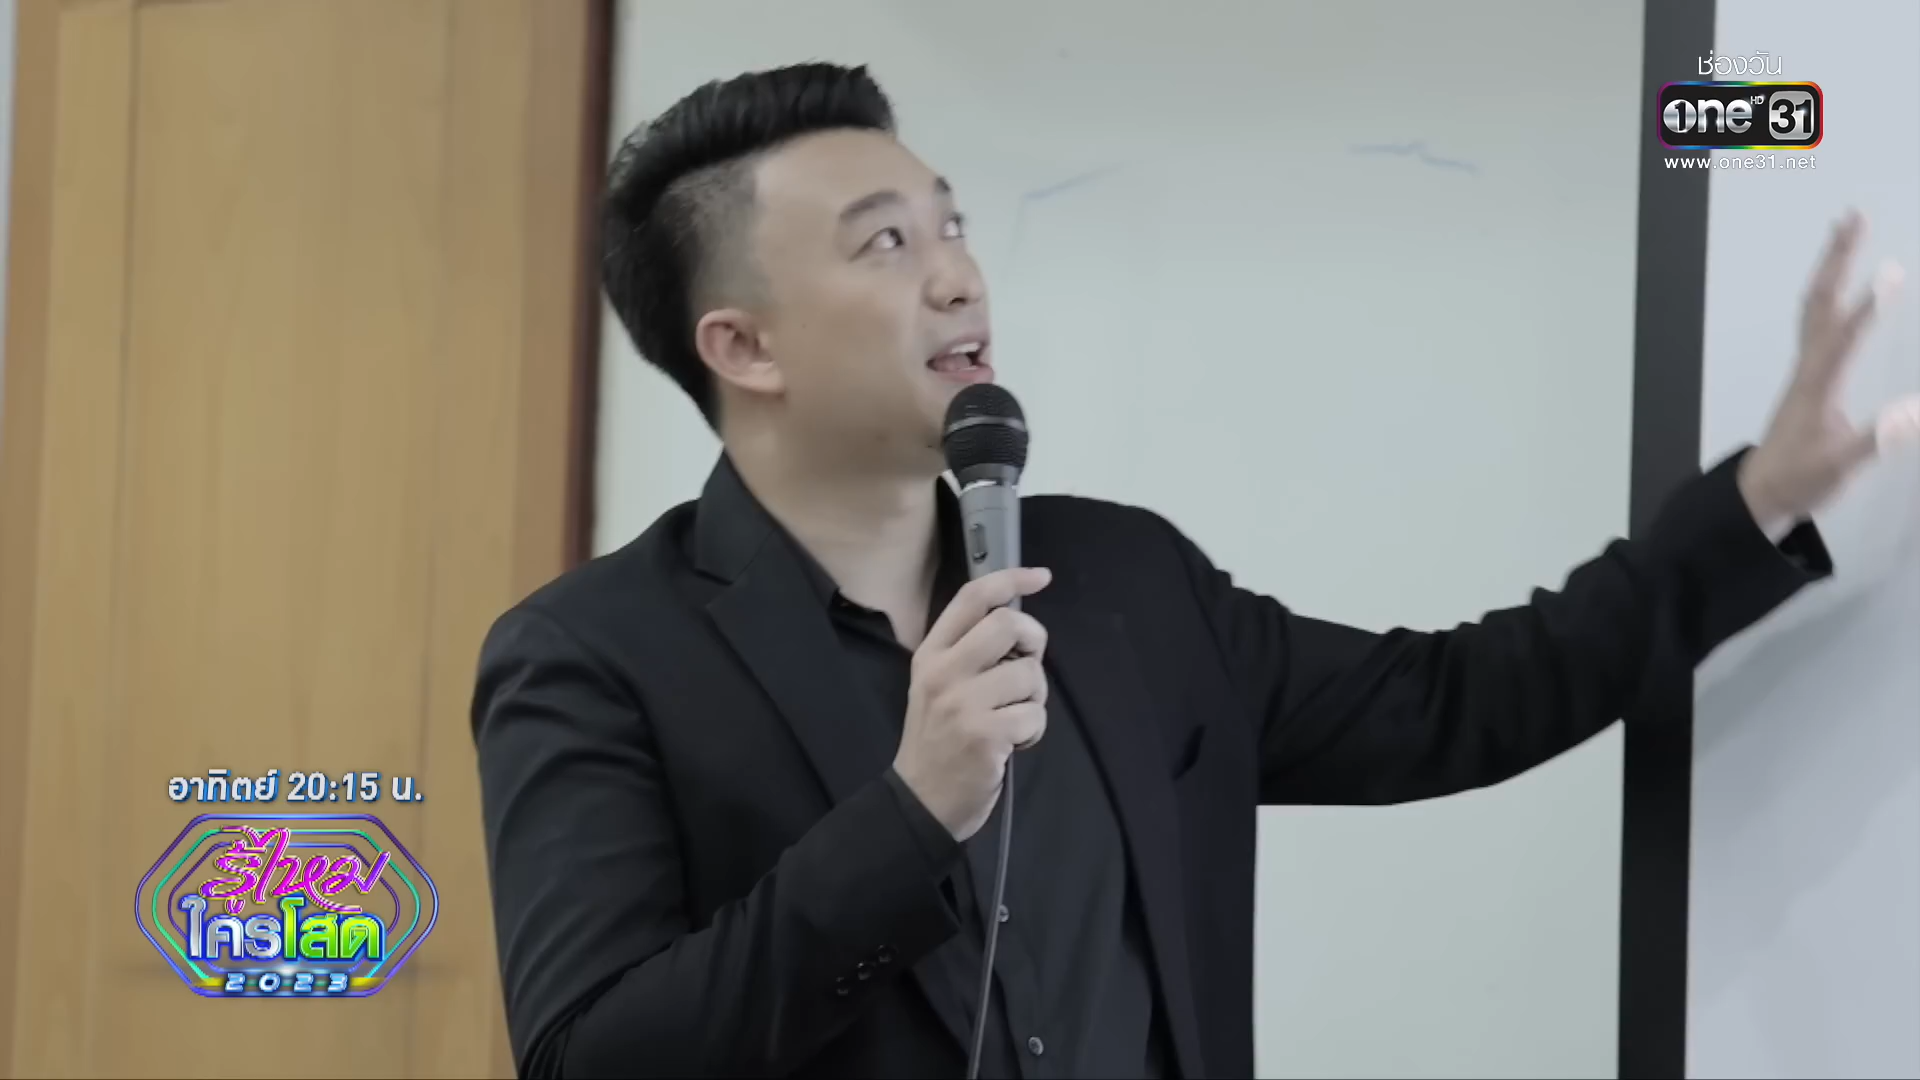 ช่องวัน
one HD 31
www.one31.net
อาทิตย์ 20:15 น.
รู้ไหม
ใครโสด
2023